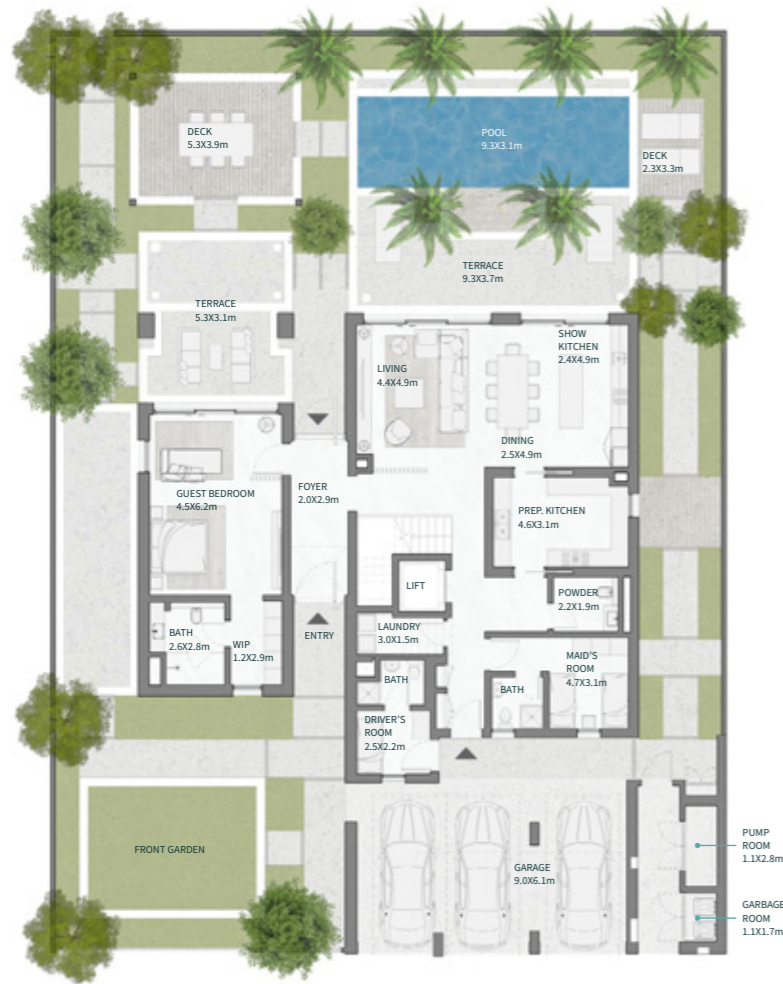 DECK
5.3X3.9m
POOL
9.3X3.1m
DECK
2.3X3.3m
TERRACE
9.3X3.7m
TERRACE
5.3X3.1m
SHOW
KITCHEN
2.4X4.9m
LIVING
4.4X4.9m
DINING
2.5X4.9m
GUEST BEDROOM
4.5X6.2m
FOYER
2.0X2.9m
PREP. KITCHEN
4.6X3.1m
LIFT
POWDER
2.2X1.9m
BATH
2.6X2.8m
WIP
1.2X2.9m
ENTRY
LAUNDRY
3.0X1.5m
MAID'S
ROOM
4.7X3.1m
BATH
BATH
DRIVER'S
ROOM
2.5X2.2m
FRONT GARDEN
GARAGE
9.0X6.1m
PUMP
ROOM
1.1X2.8m
GARBAGE
ROOM
1.1X1.7m